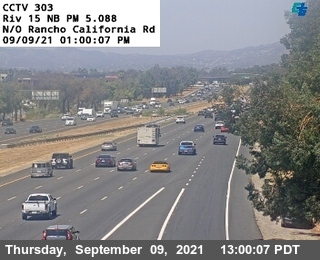 CCTV 303
Riv 15 NB PM 5.088
N/O Rancho California Rd
09/09/21 01:00:07 PM
Thursday, September 09, 2021 13:00:07 PDT